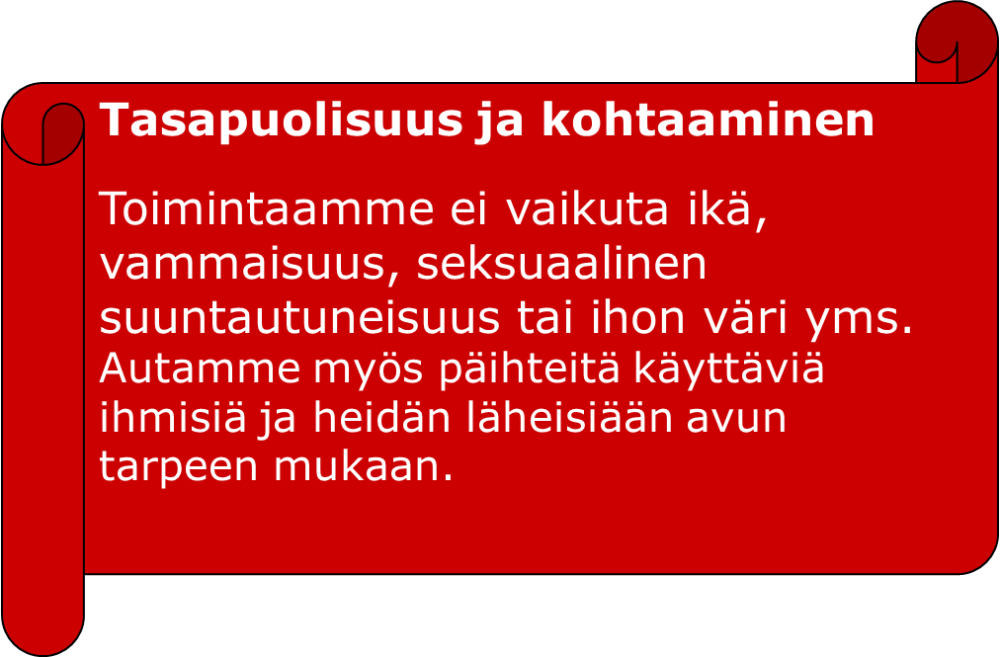 Tasapuolisuus ja kohtaaminen
Toimintaamme ei vaikuta ikä,
vammaisuus, seksuaalinen
suuntautuneisuus tai ihon väri yms.
Autamme myös päihteitä käyttäviä
ihmisiä ja heidän läheisiään avun
tarpeen mukaan.